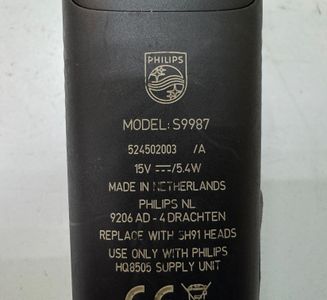 PHILIPS
MODEL: S9987
524502003 /A
15V ⎓/5.4W
MADE IN NETHERLANDS
PHILIPS NL
9206 AD - 4 DRACHTEN
REPLACE WITH SH91 HEADS
USE ONLY WITH PHILIPS
HQ8505 SUPPLY UNIT
CE